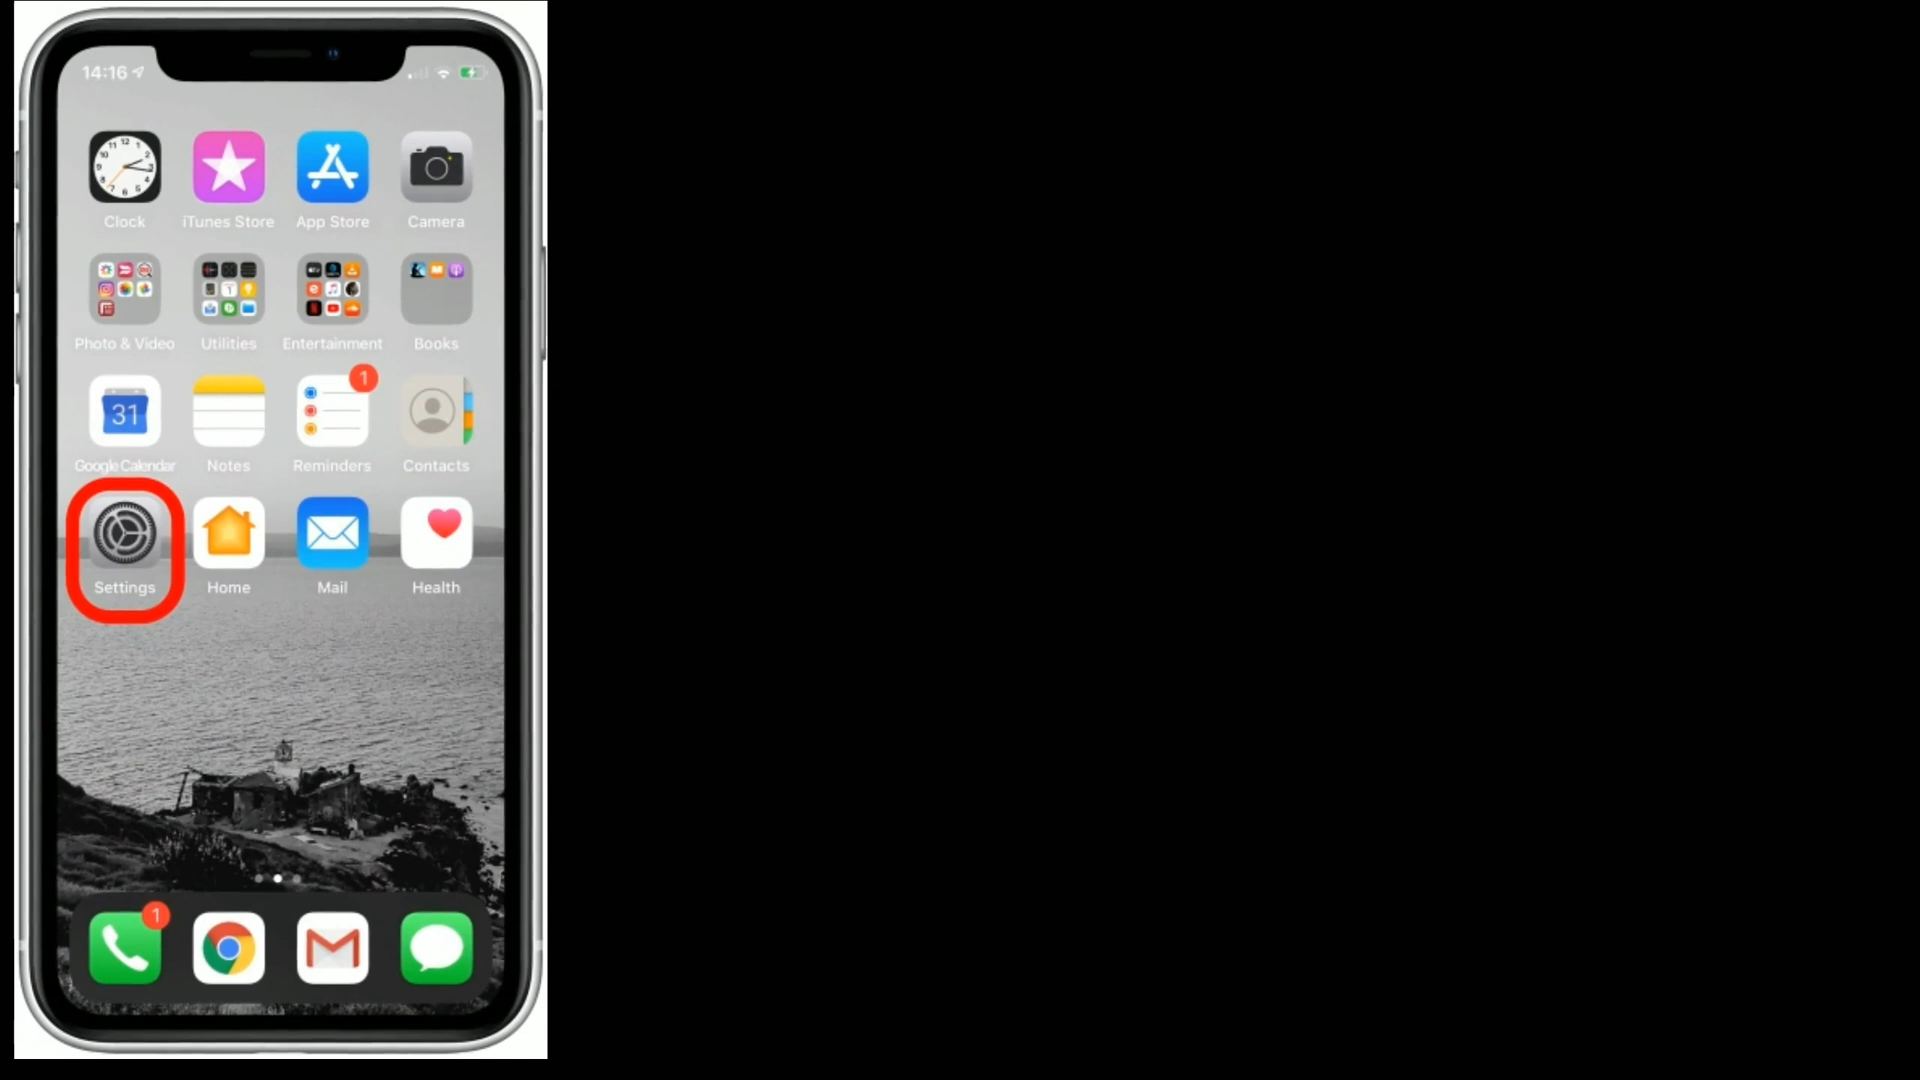 14:16
Clock
iTunes Store
App Store
Camera
Photo & Video
Utilities
Entertainment
Books
1
31
Google Calendar
Notes
Reminders
Contacts
Settings
Home
Mail
Health
1